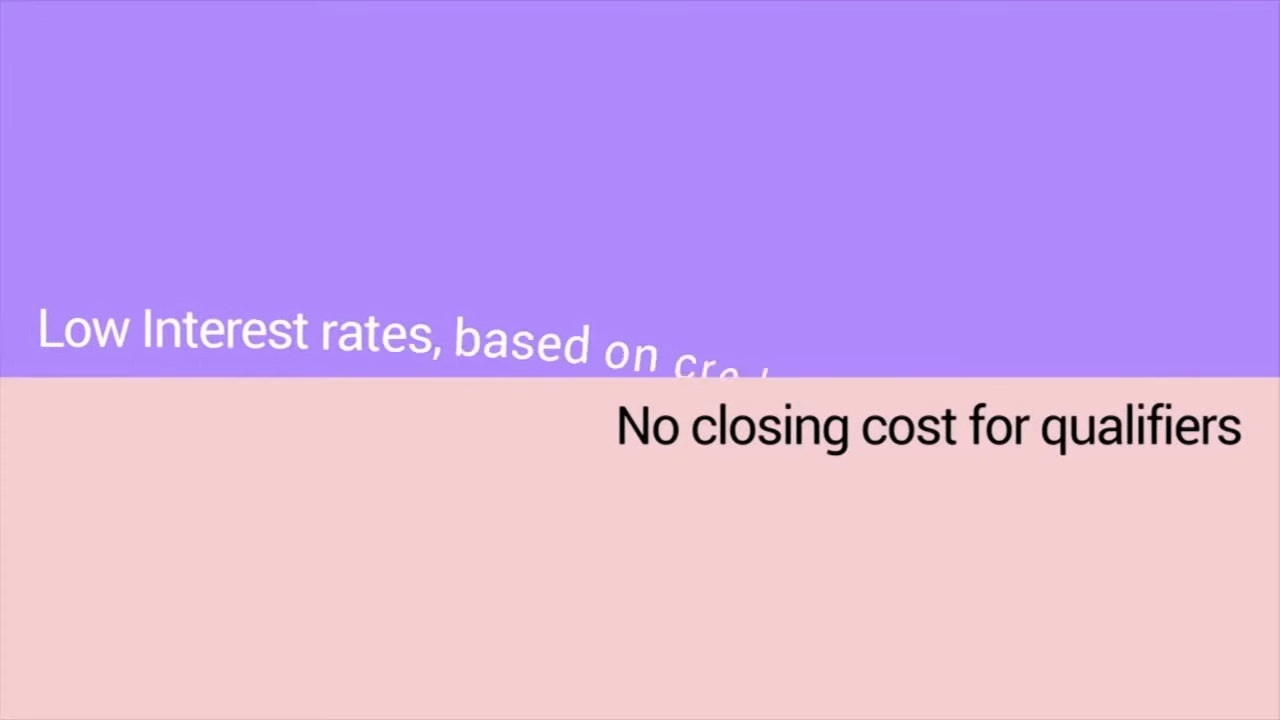 Low Interest rates, based on
No closing cost for qualifiers